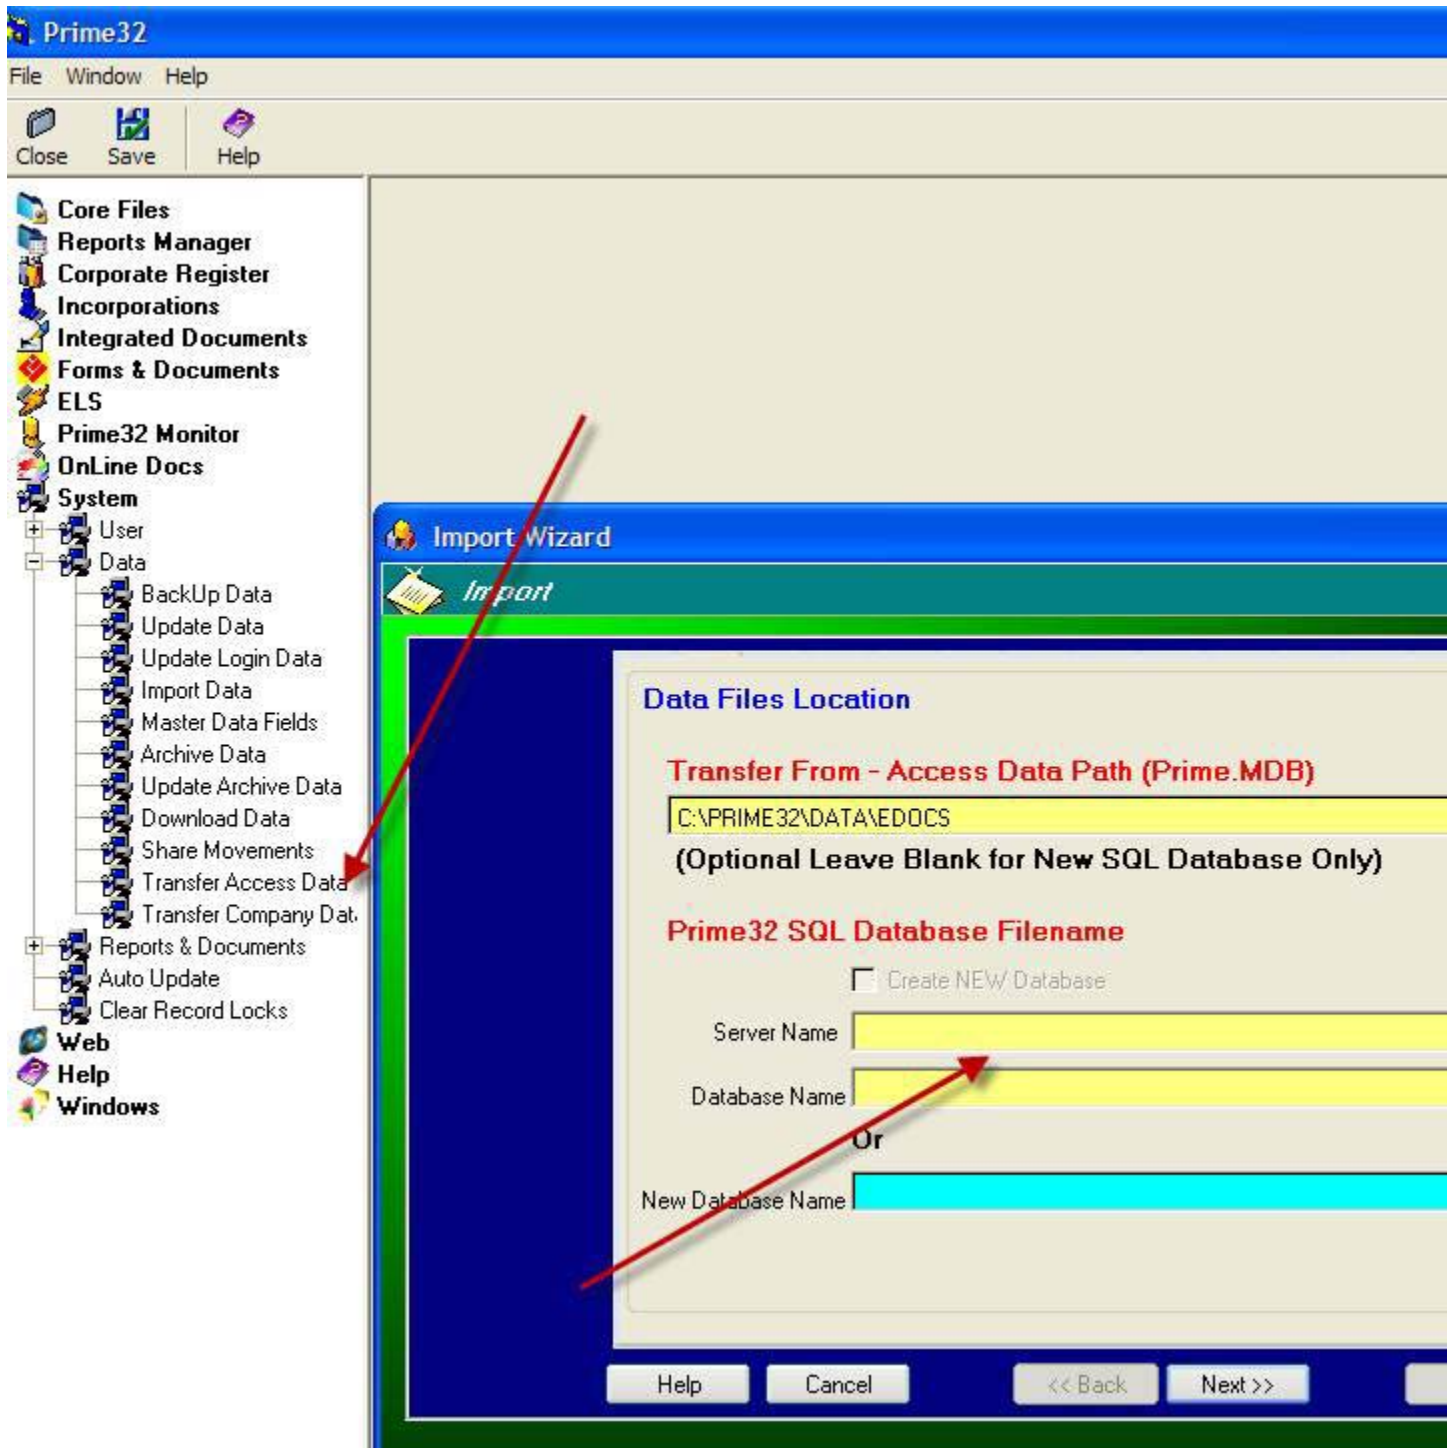 Prime32
File Window Help
Close Save Help
Core Files
Reports Manager
Corporate Register
Incorporations
Integrated Documents
Forms & Documents
ELS
Prime32 Monitor
OnLine Docs
System
User
Data
BackUp Data
Update Data
Update Login Data
Import Data
Master Data Fields
Archive Data
Update Archive Data
Download Data
Share Movements
Transfer Access Data
Transfer Company Dat
Reports & Documents
Auto Update
Clear Record Locks
Web
Help
Windows
Import Wizard
Import
Data Files Location
Transfer From - Access Data Path (Prime.MDB)
C:\PRIME32\DATA\EDOCS
(Optional Leave Blank for New SQL Database Only)
Prime32 SQL Database Filename
Create NEW Database
Server Name
Database Name
Or
New Database Name
Help Cancel << Back Next >>